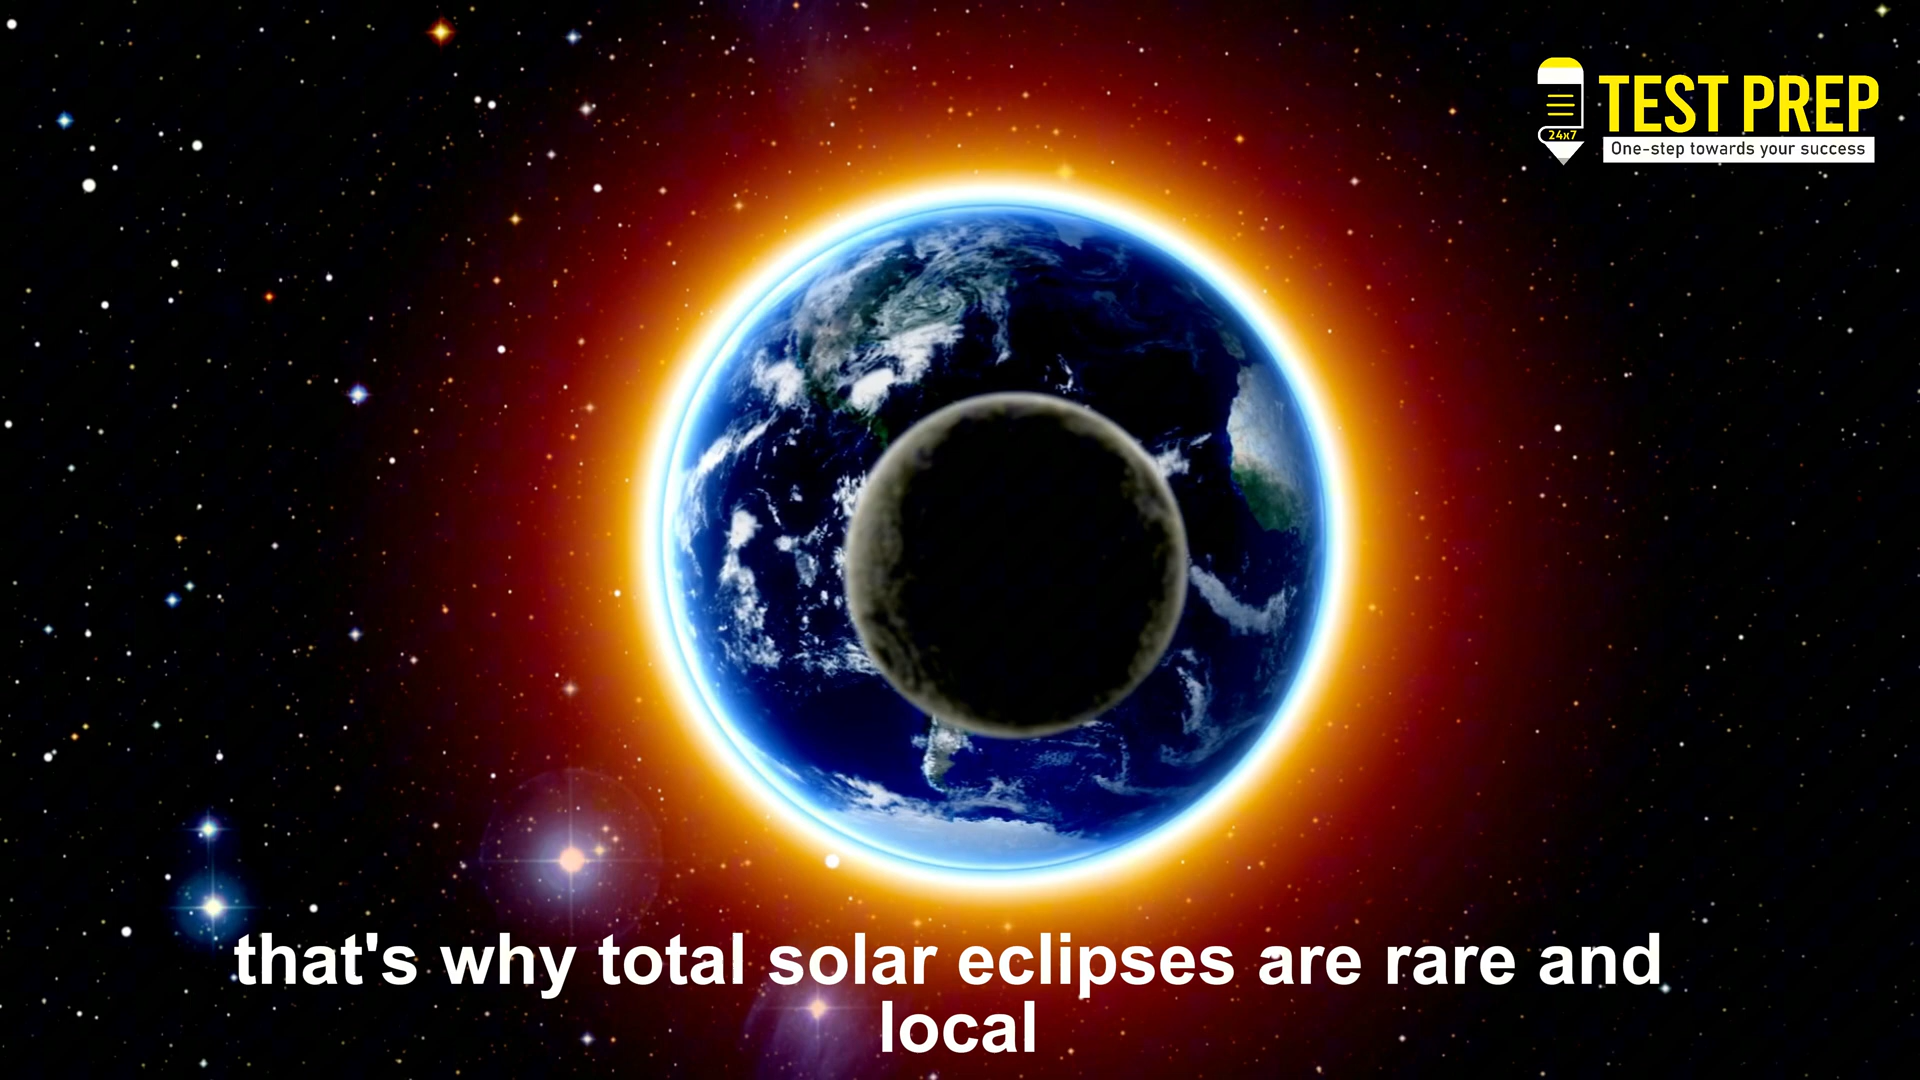 TEST PREP
24x7
One-step towards your success
that's why total solar eclipses are rare and
local